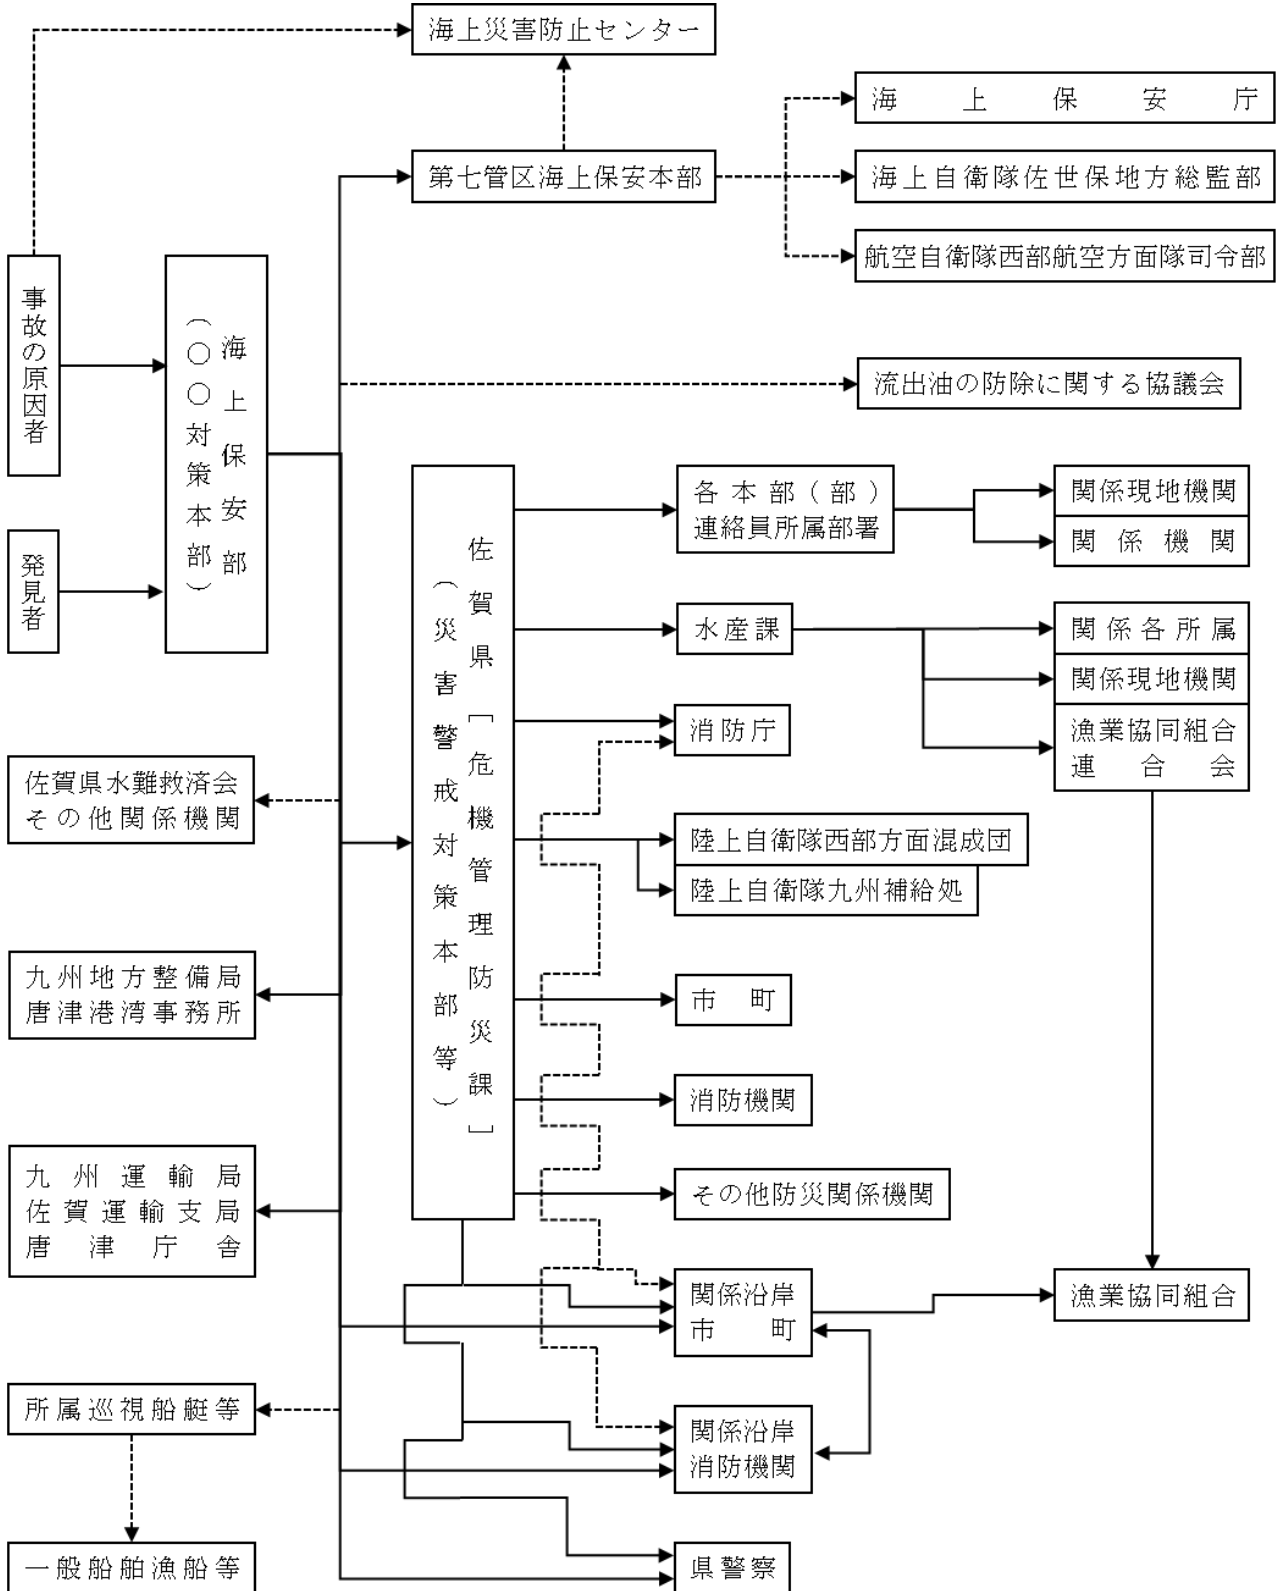 海上災害防止センター
海上保安庁
第七管区海上保安本部
海上自衛隊佐世保地方総監部
航空自衛隊西部航空方面隊司令部
事故の原因者
海上保安部
(○○対策本部)
流出油の防除に関する協議会
発見者
佐賀県[危機管理防災課]
(災害警戒対策本部等)
各本部(部)
連絡員所属部署
関係現地機関
関係機関
水産課
関係各所属
関係現地機関
漁業協同組合
連合会
消防庁
佐賀県水難救済会
その他関係機関
陸上自衛隊西部方面混成団
陸上自衛隊九州補給処
九州地方整備局
唐津港湾事務所
市町
消防機関
九州運輸局
佐賀運輸支局
唐津庁舎
その他防災関係機関
関係沿岸
市町
漁業協同組合
所属巡視船艇等
関係沿岸
消防機関
一般船舶漁船等
県警察